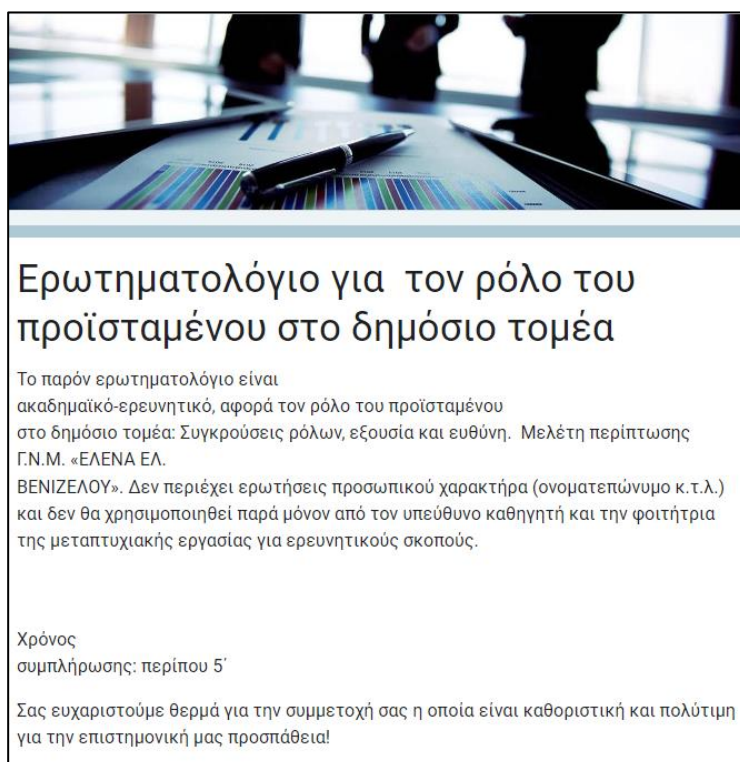 Ερωτηματολόγιο για  τον ρόλο του
προϊσταμένου στο δημόσιο τομέα
Το παρόν ερωτηματολόγιο είναι
ακαδημαϊκό-ερευνητικό, αφορά τον ρόλο του προϊσταμένου
στο δημόσιο τομέα: Συγκρούσεις ρόλων, εξουσία και ευθύνη.  Μελέτη περίπτωσης
Γ.Ν.Μ. «ΕΛΕΝΑ ΕΛ.
ΒΕΝΙΖΕΛΟΥ». Δεν περιέχει ερωτήσεις προσωπικού χαρακτήρα (ονοματεπώνυμο κ.τ.λ.)
και δεν θα χρησιμοποιηθεί παρά μόνον από τον υπεύθυνο καθηγητή και την φοιτήτρια
της μεταπτυχιακής εργασίας για ερευνητικούς σκοπούς.
Χρόνος
συμπλήρωσης: περίπου 5΄
Σας ευχαριστούμε θερμά για την συμμετοχή σας η οποία είναι καθοριστική και πολύτιμη
για την επιστημονική μας προσπάθεια!